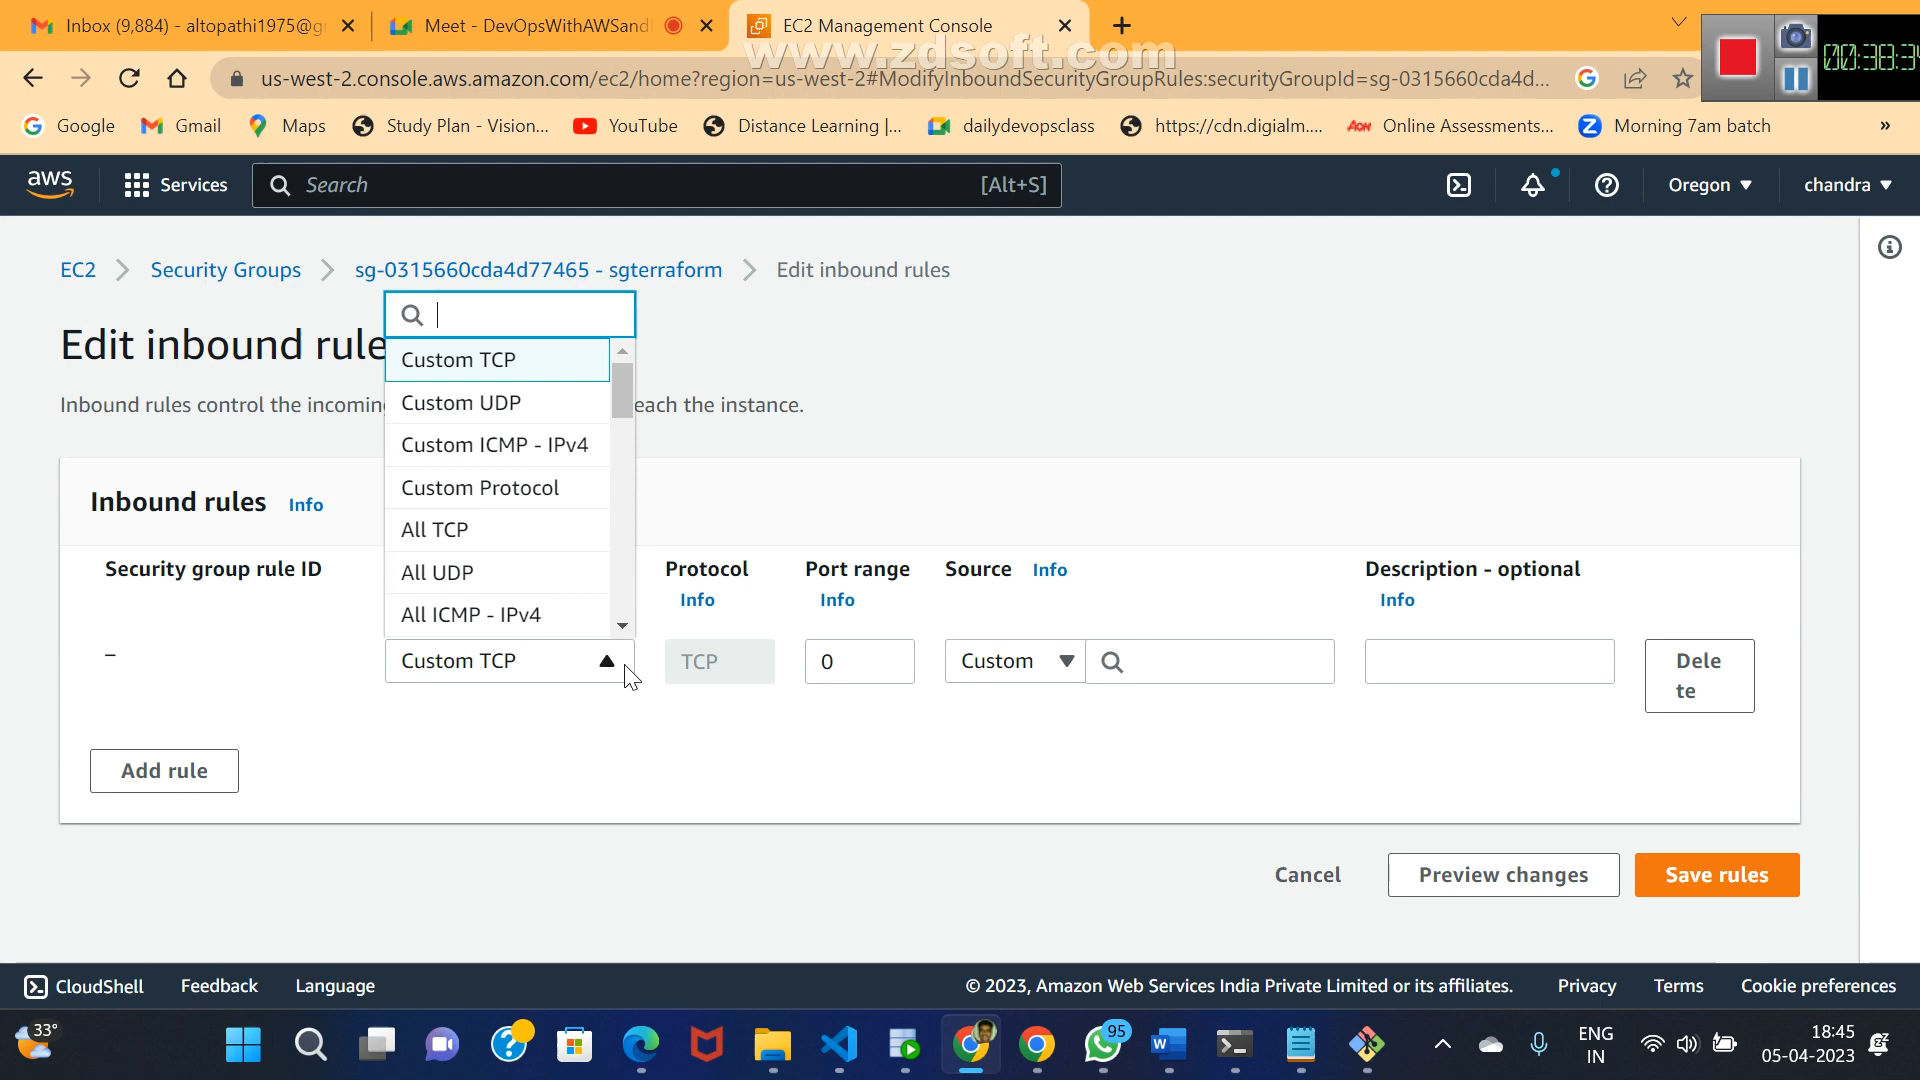 Inbox (9,884) - altopathi1975@g
Meet - DevOpsWithAWSand
EC2 Management Console
www.zdsoft.com
us-west-2.console.aws.amazon.com/ec2/home?region=us-west-2#ModifyInboundSecurityGroupRules:securityGroupId=sg-0315660cda4d...
00:38:34
Google
Gmail
Maps
Study Plan - Vision...
YouTube
Distance Learning |...
dailydevopsclass
https://cdn.digialm....
AON
Online Assessments...
Morning 7am batch
»
aws
Services
Search
[Alt+S]
Oregon
chandra
EC2
Security Groups
sg-0315660cda4d77465 - sgterraform
Edit inbound rules
Edit inbound rule
Inbound rules control the incomin
each the instance.
Custom TCP
Custom UDP
Custom ICMP - IPv4
Custom Protocol
All TCP
All UDP
All ICMP - IPv4
Inbound rules Info
Security group rule ID
Protocol
Info
Port range
Info
Source Info
Description - optional
Info
–
Custom TCP
TCP
0
Custom
Dele
te
Add rule
Cancel
Preview changes
Save rules
CloudShell
Feedback
Language
© 2023, Amazon Web Services India Private Limited or its affiliates.
Privacy
Terms
Cookie preferences
33°
95
ENG
IN
18:45
05-04-2023